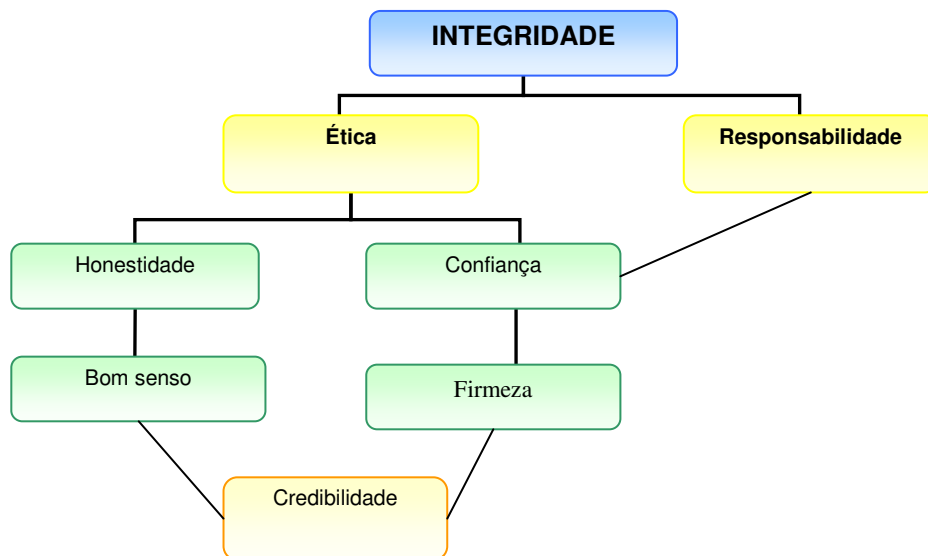 INTEGRIDADE
Ética
Responsabilidade
Honestidade
Confiança
Bom senso
Firmeza
Credibilidade